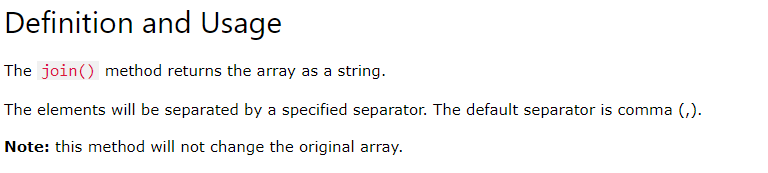 Definition and Usage
The join() method returns the array as a string.
The elements will be separated by a specified separator. The default separator is comma (,).
Note: this method will not change the original array.